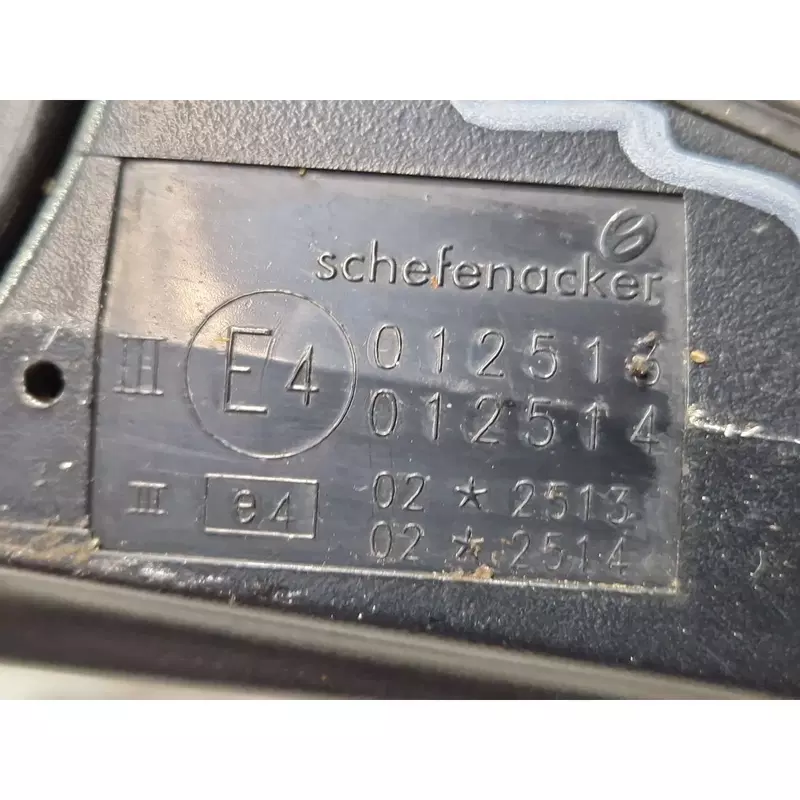 schefenacker
III E4 012513
012514
III e4 02 * 2513
02 * 2514